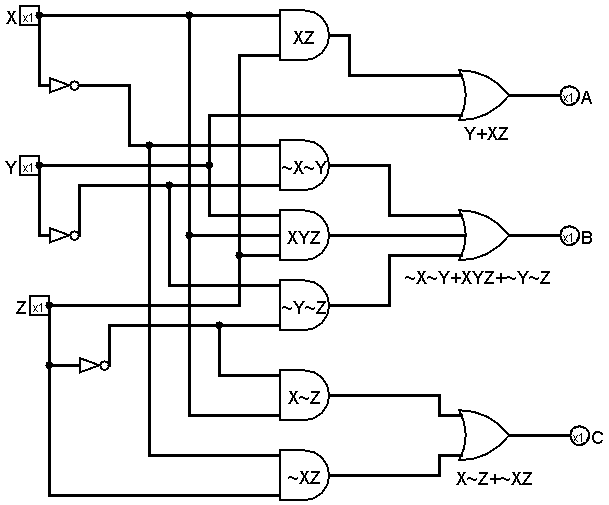 X x1
XZ
x1 A
Y+XZ
Y x1
~X~Y
XYZ
x1 B
~X~Y+XYZ+~Y~Z
~Y~Z
Z x1
X~Z
x1 C
X~Z+~XZ
~XZ